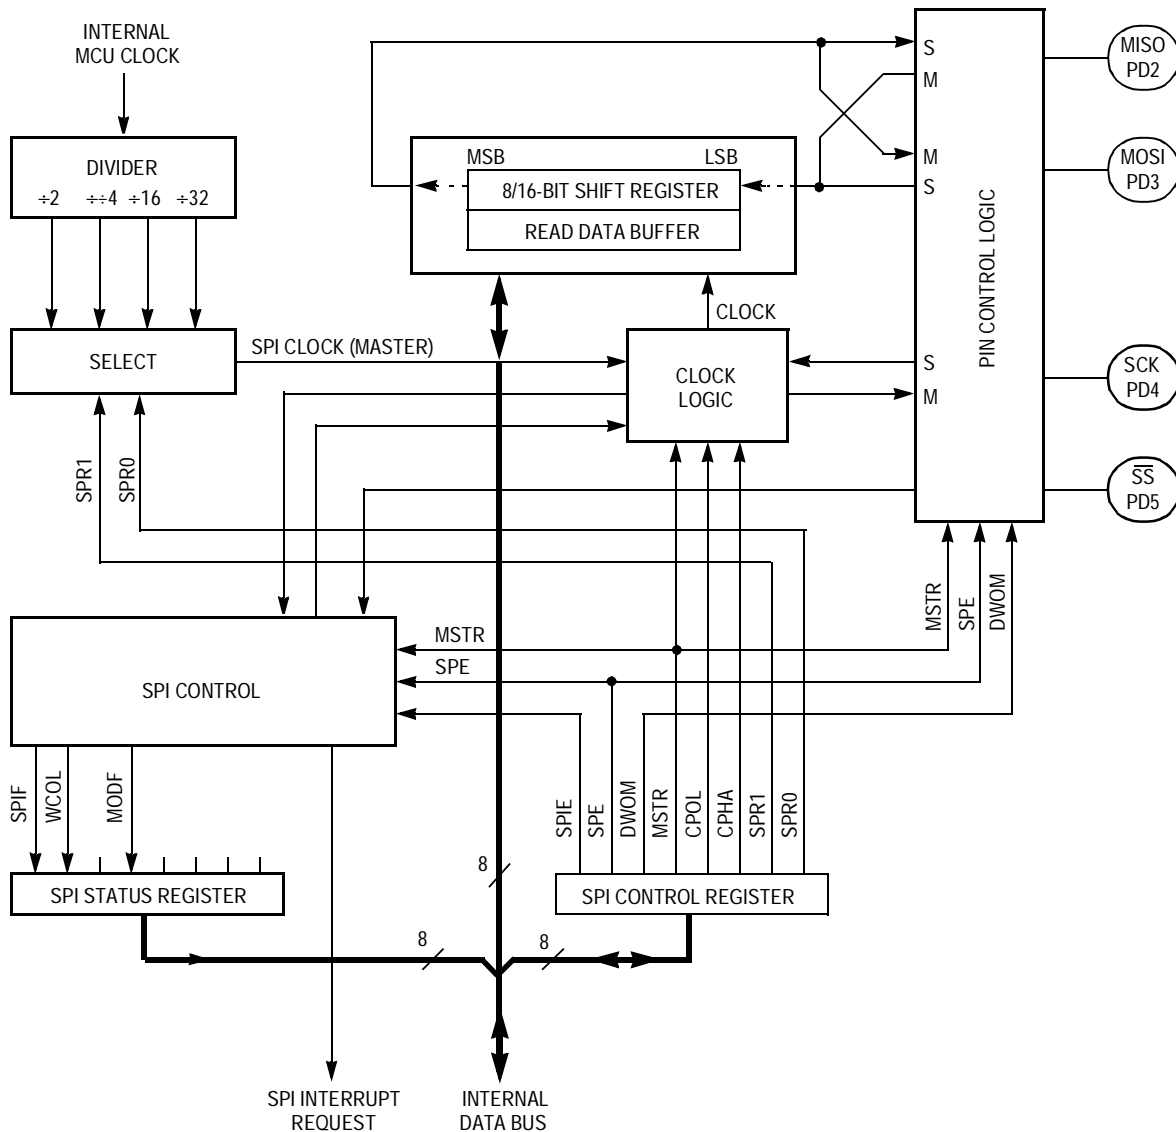 INTERNAL
MCU CLOCK
DIVIDER
÷2 ÷÷4 ÷16 ÷32
SELECT
SPI CLOCK (MASTER)
SPR1
SPR0
MSB LSB
8/16-BIT SHIFT REGISTER
READ DATA BUFFER
CLOCK
CLOCK
LOGIC
S
M
M
S
S
M
PIN CONTROL LOGIC
MISO
PD2
MOSI
PD3
SCK
PD4
S̅S̅
PD5
MSTR
SPE
DWOM
MSTR
SPE
SPI CONTROL
SPIF
WCOL
MODF
SPI STATUS REGISTER
SPIE
SPE
DWOM
MSTR
CPOL
CPHA
SPR1
SPR0
SPI CONTROL REGISTER
8
8
8
SPI INTERRUPT
REQUEST
INTERNAL
DATA BUS